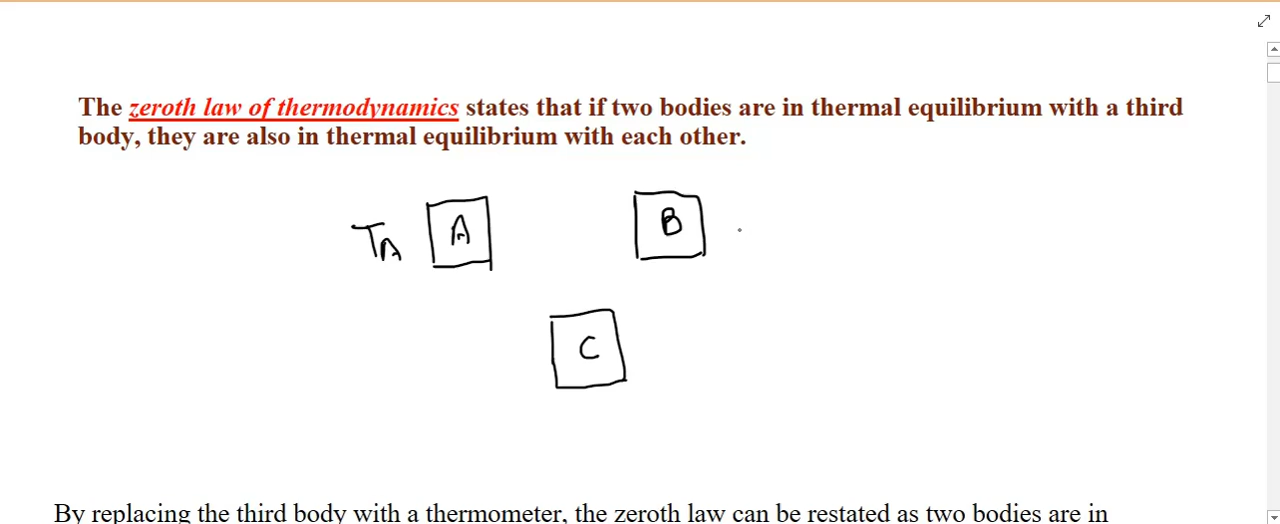 The zeroth law of thermodynamics states that if two bodies are in thermal equilibrium with a third
body, they are also in thermal equilibrium with each other.
TA A B
C
By replacing the third body with a thermometer, the zeroth law can be restated as two bodies are in